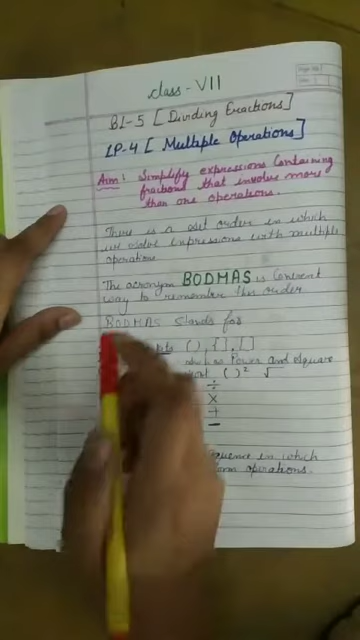 class - VII
BL-5 [ Dividing Fractions ]
LP-4 [ Multiple Operations ]
Aim : Simplify expressions containing
fractions that involve more
than one operations.
There is a set order in which
we solve expressions with multiple
operations
The acronym BODMAS is
way to remember this order
BODMAS stands for
( ), { }, [ ]
such as Power and square
( )² √
÷
×
+
−
sequence in which
operations.